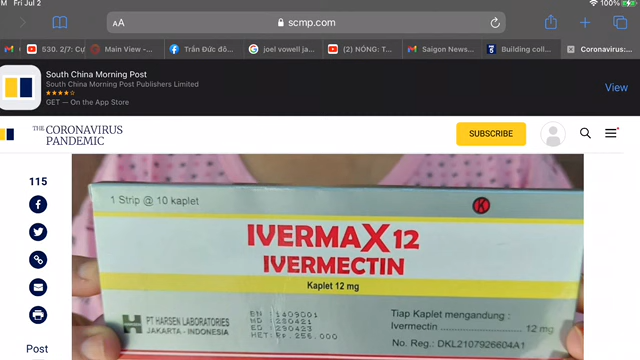 M Fri Jul 2
100%
AA
scmp.com
530. 2/7: Cự
Main View -...
Trần Đức đô...
joel vowell ja...
(2) NÓNG: T...
Saigon News...
Building coll...
Coronavirus:...
South China Morning Post
South China Morning Post Publishers Limited
GET — On the App Store
View
THE CORONAVIRUS
PANDEMIC
SUBSCRIBE
115
Post
1 Strip @ 10 kaplet
K
IVERMAX 12
IVERMECTIN
Kaplet 12 mg
PT HARSEN LABORATORIES
JAKARTA - INDONESIA
BN 11409001
MD 290421
ED 290423
HET: Rp. 256.000
Tiap Kaplet mengandung :
Ivermectin ........................ 12 mg
No. Reg.: DKL2107926604A1